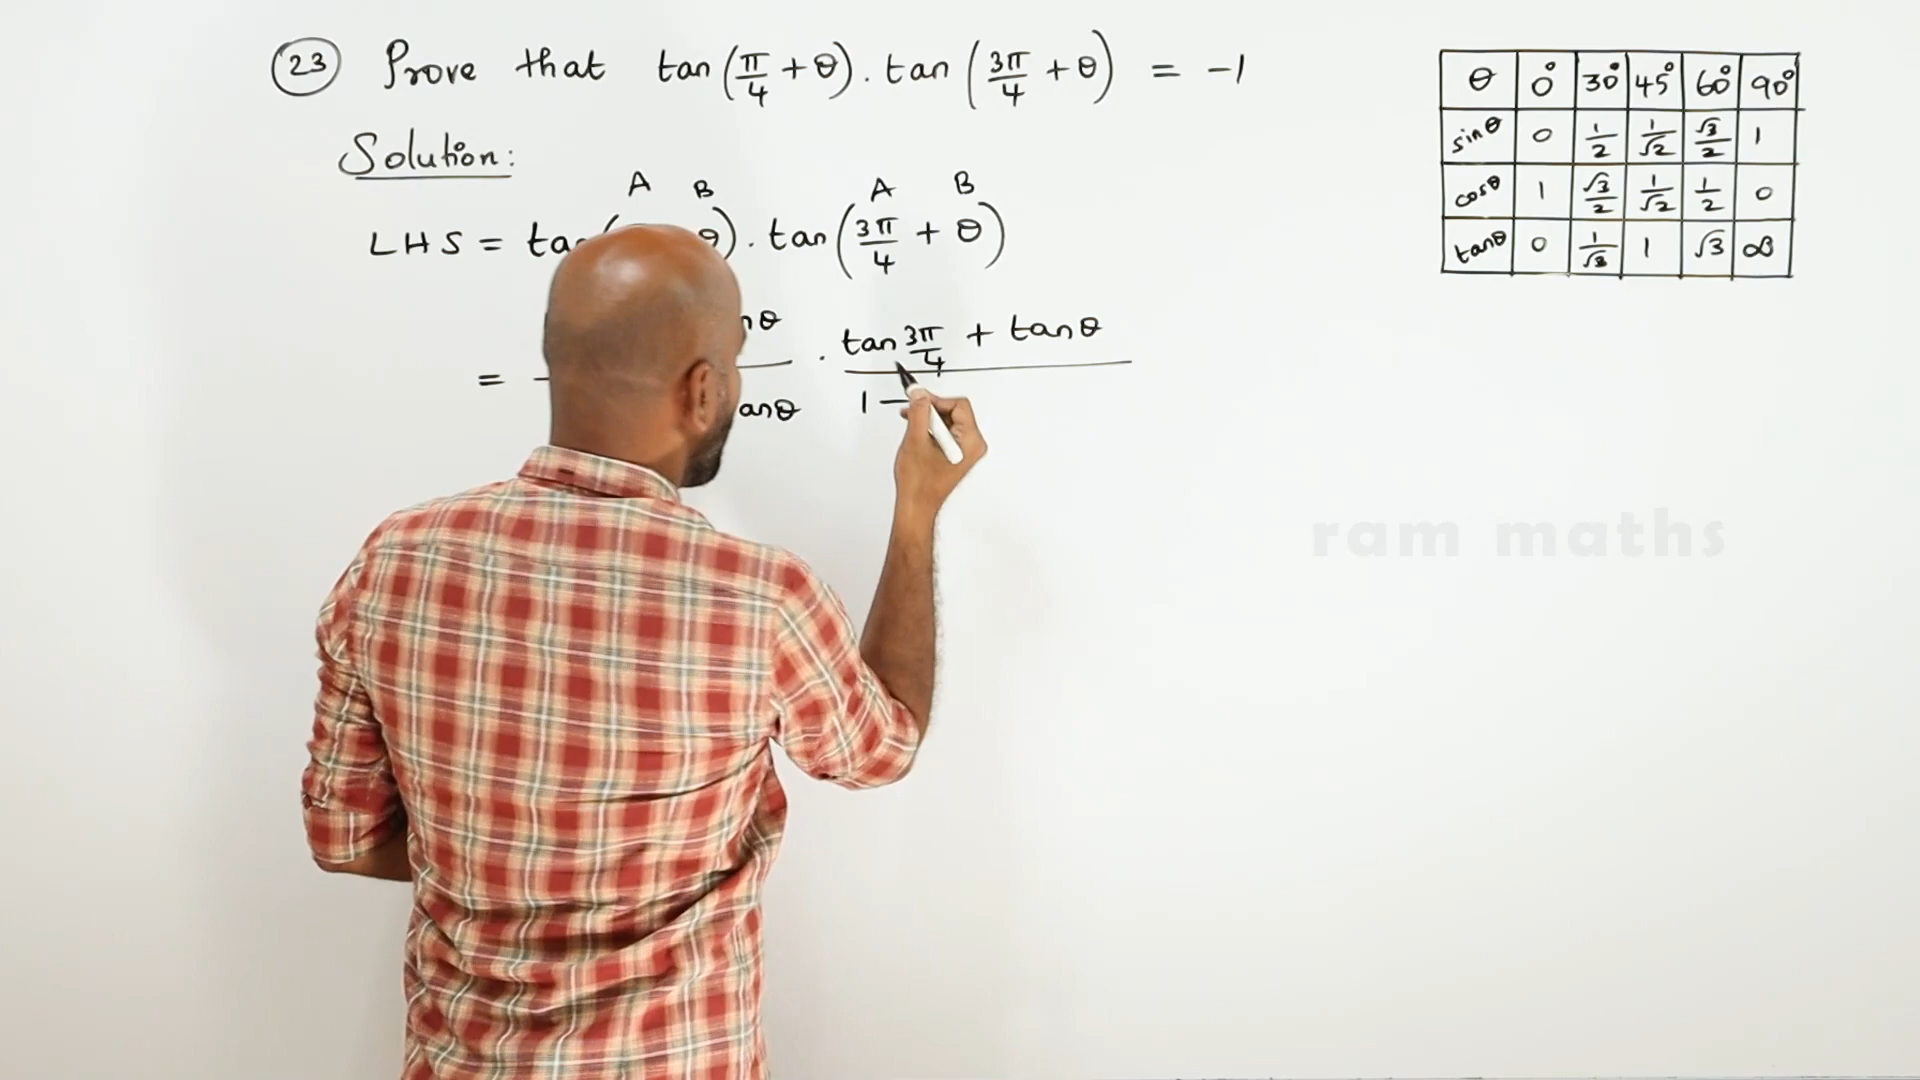 23 Prove that tan(π/4 + θ) . tan(3π/4 + θ) = -1
Solution:
A B A B
LHS = ta θ) . tan(3π/4 + θ)
nθ . tan 3π/4 + tanθ
= anθ 1 -
θ 0° 30° 45° 60° 90°
sinθ 0 1/2 1/√2 √3/2 1
cosθ 1 √3/2 1/√2 1/2 0
tanθ 0 1/√3 1 √3 ∞
ram maths